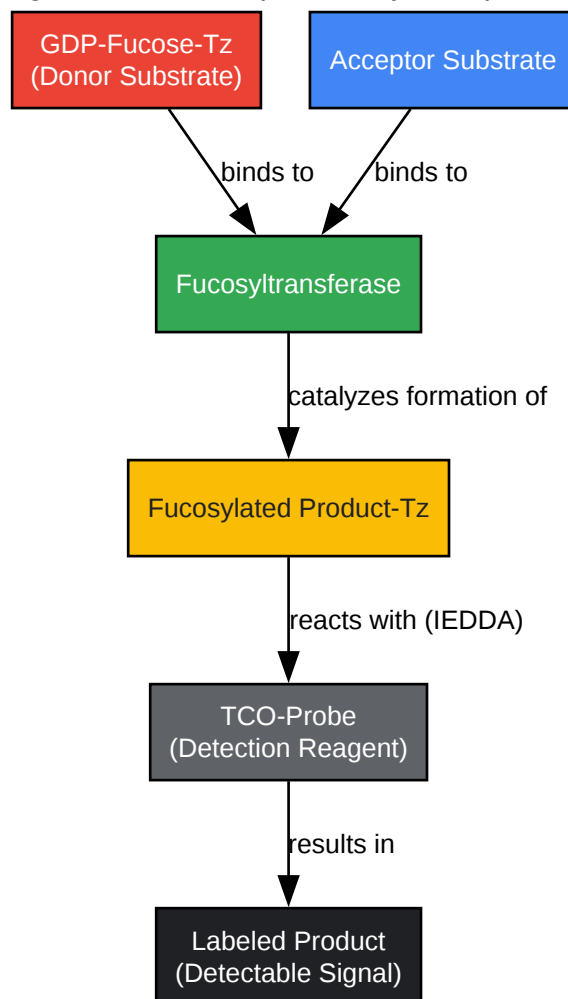 GDP-Fucose-Tz
(Donor Substrate)
Acceptor Substrate
binds to
binds to
Fucosyltransferase
catalyzes formation of
Fucosylated Product-Tz
reacts with (IEDDA)
TCO-Probe
(Detection Reagent)
results in
Labeled Product
(Detectable Signal)